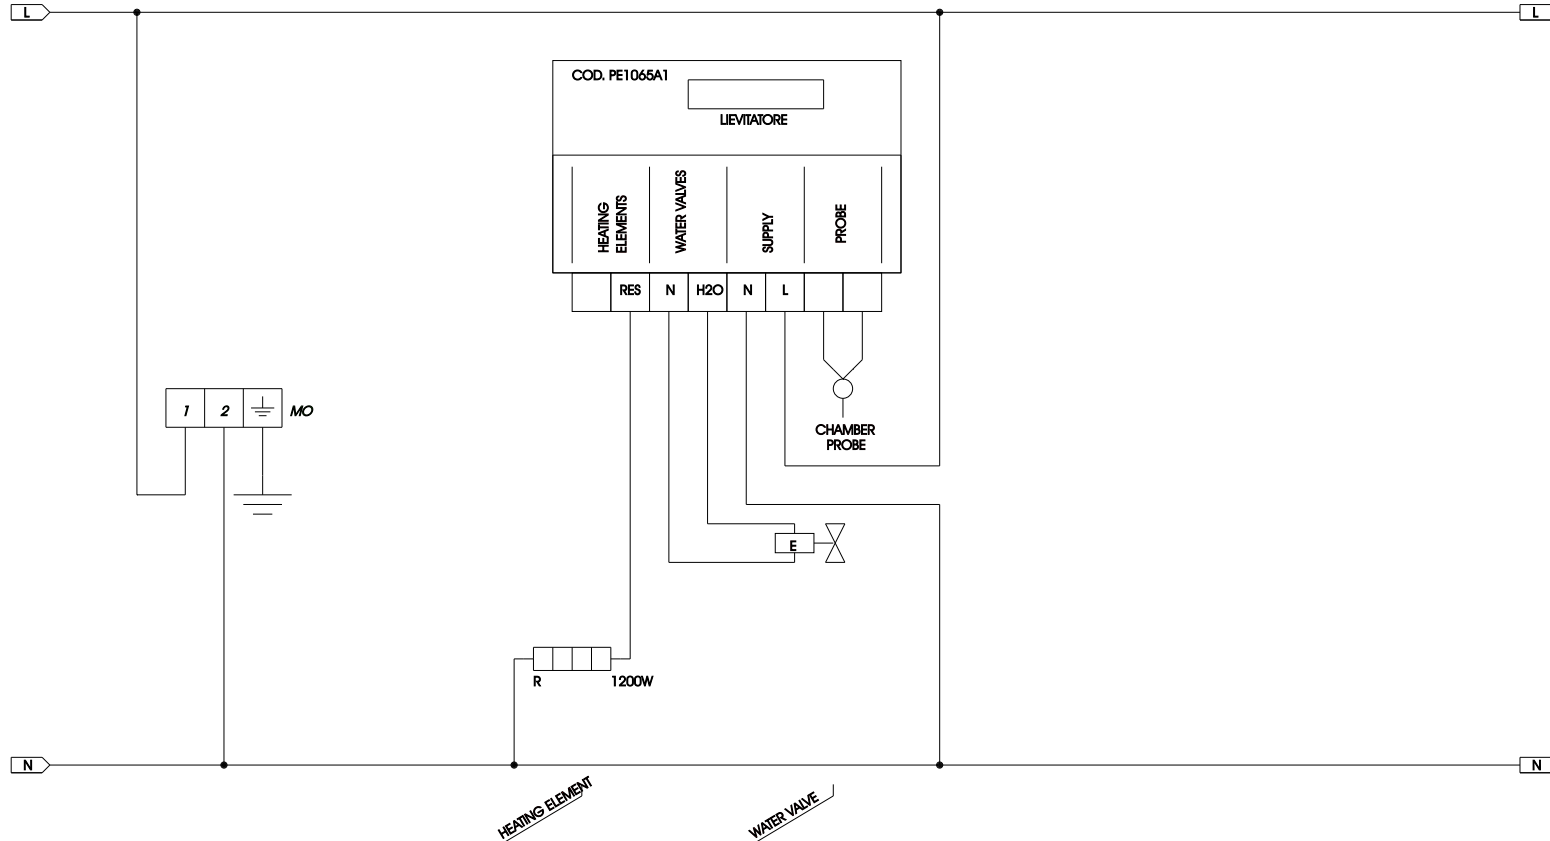 L
L
COD. PE1065A1
LIEVITATORE
HEATING
ELEMENTS
WATER VALVES
SUPPLY
PROBE
RES
N
H2O
N
L
1
2
MO
CHAMBER
PROBE
E
R
1200W
N
N
HEATING ELEMENT
WATER VALVE